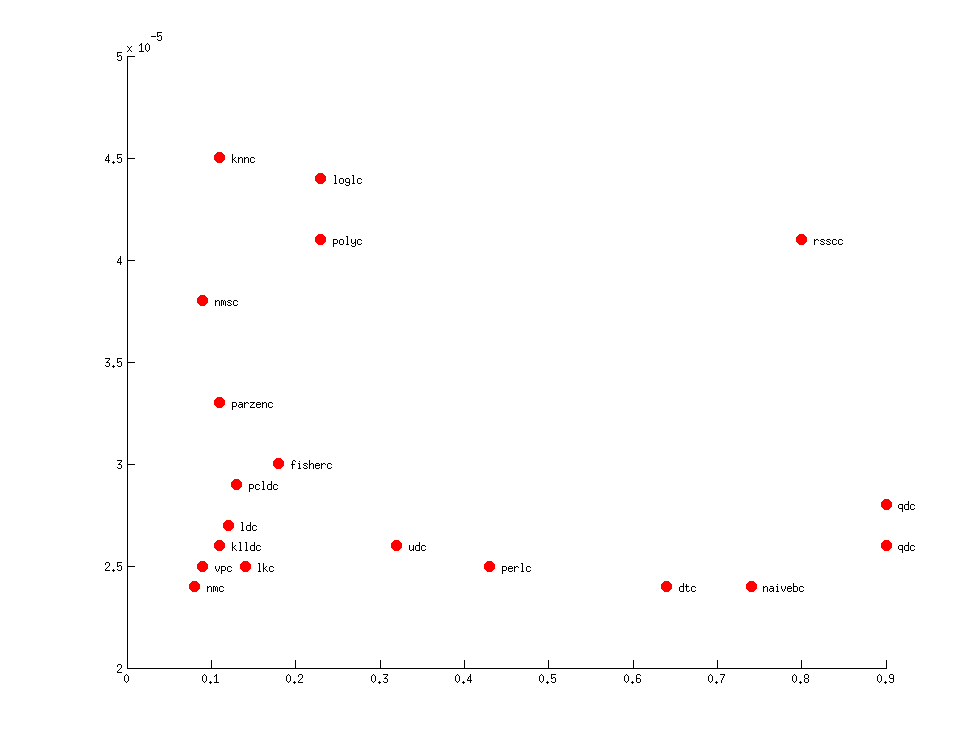 x 10
-5
5
4.5
knnc
loglc
polyc
rsscc
4
nmsc
3.5
parzenc
3
fisherc
pcldc
qdc
ldc
klldc
udc
qdc
2.5
vpc
lkc
perlc
nmc
dtc
naivebc
2
0 0.1 0.2 0.3 0.4 0.5 0.6 0.7 0.8 0.9